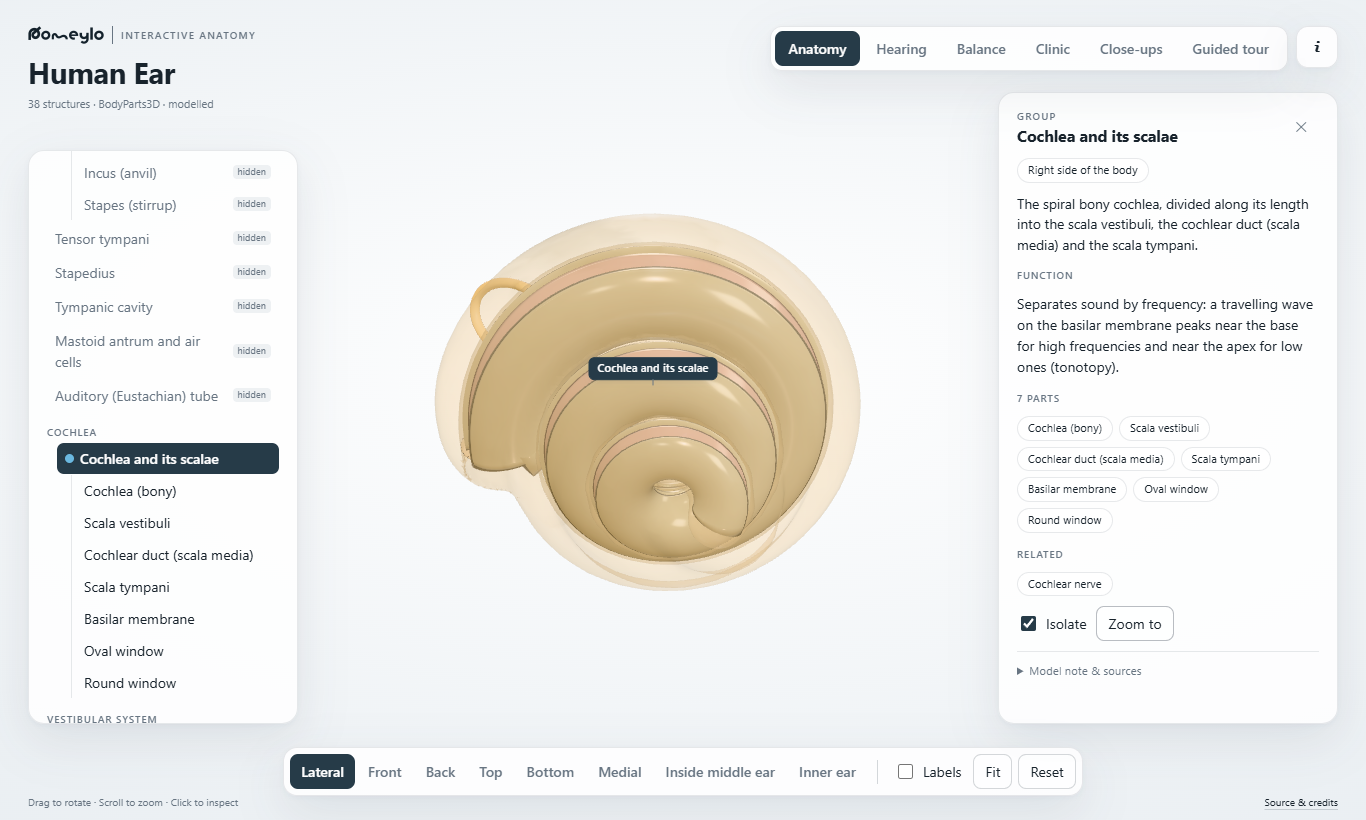 Pomeylo
INTERACTIVE ANATOMY
Human Ear
38 structures · BodyParts3D · modelled
Anatomy
Hearing
Balance
Clinic
Close-ups
Guided tour
i
Incus (anvil)
hidden
Stapes (stirrup)
hidden
Tensor tympani
hidden
Stapedius
hidden
Tympanic cavity
hidden
Mastoid antrum and air
cells
hidden
Auditory (Eustachian) tube
hidden
COCHLEA
Cochlea and its scalae
Cochlea (bony)
Scala vestibuli
Cochlear duct (scala media)
Scala tympani
Basilar membrane
Oval window
Round window
VESTIBULAR SYSTEM
Cochlea and its scalae
GROUP
Cochlea and its scalae
Right side of the body
The spiral bony cochlea, divided along its length
into the scala vestibuli, the cochlear duct (scala
media) and the scala tympani.
FUNCTION
Separates sound by frequency: a travelling wave
on the basilar membrane peaks near the base
for high frequencies and near the apex for low
ones (tonotopy).
7 PARTS
Cochlea (bony)
Scala vestibuli
Cochlear duct (scala media)
Scala tympani
Basilar membrane
Oval window
Round window
RELATED
Cochlear nerve
Isolate
Zoom to
Model note & sources
Lateral
Front
Back
Top
Bottom
Medial
Inside middle ear
Inner ear
Labels
Fit
Reset
Drag to rotate · Scroll to zoom · Click to inspect
Source & credits